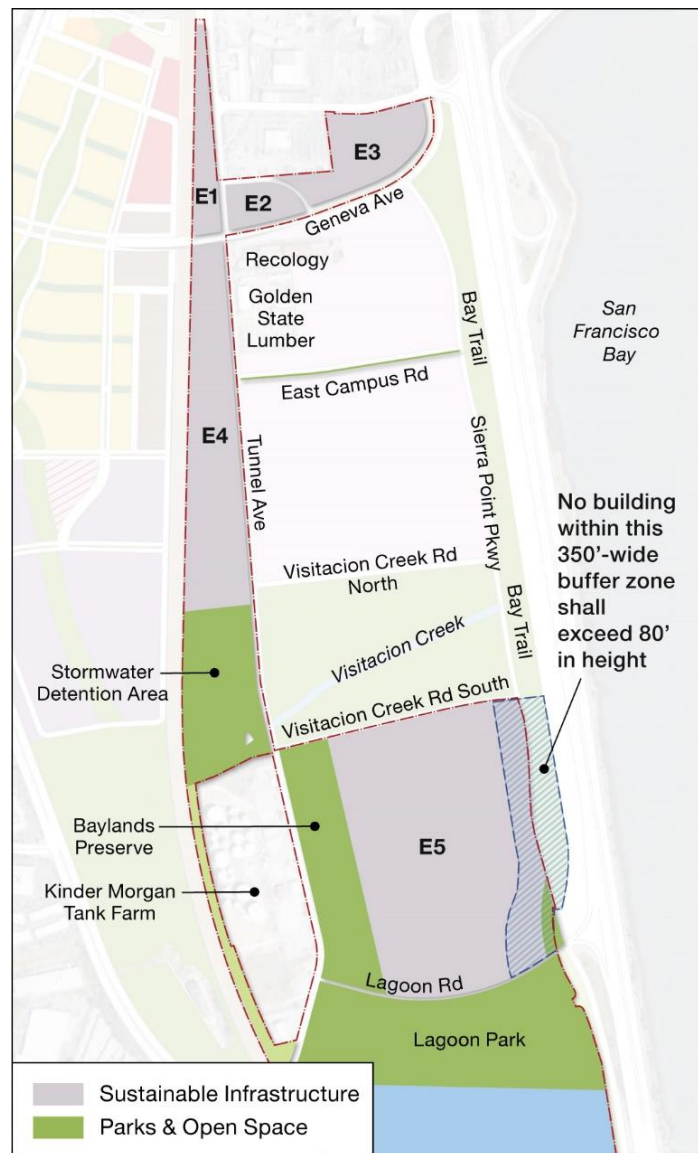 E3
E1
E2
Geneva Ave
Recology
Golden
State
Lumber
Bay Trail
San
Francisco
Bay
East Campus Rd
E4
Tunnel Ave
Sierra Point Pkwy
No building
within this
350’-wide
buffer zone
shall
exceed 80’
in height
Visitacion Creek Rd
North
Bay Trail
Visitacion Creek
Stormwater
Detention Area
Visitacion Creek Rd South
Baylands
Preserve
E5
Kinder Morgan
Tank Farm
Lagoon Rd
Lagoon Park
Sustainable Infrastructure
Parks & Open Space